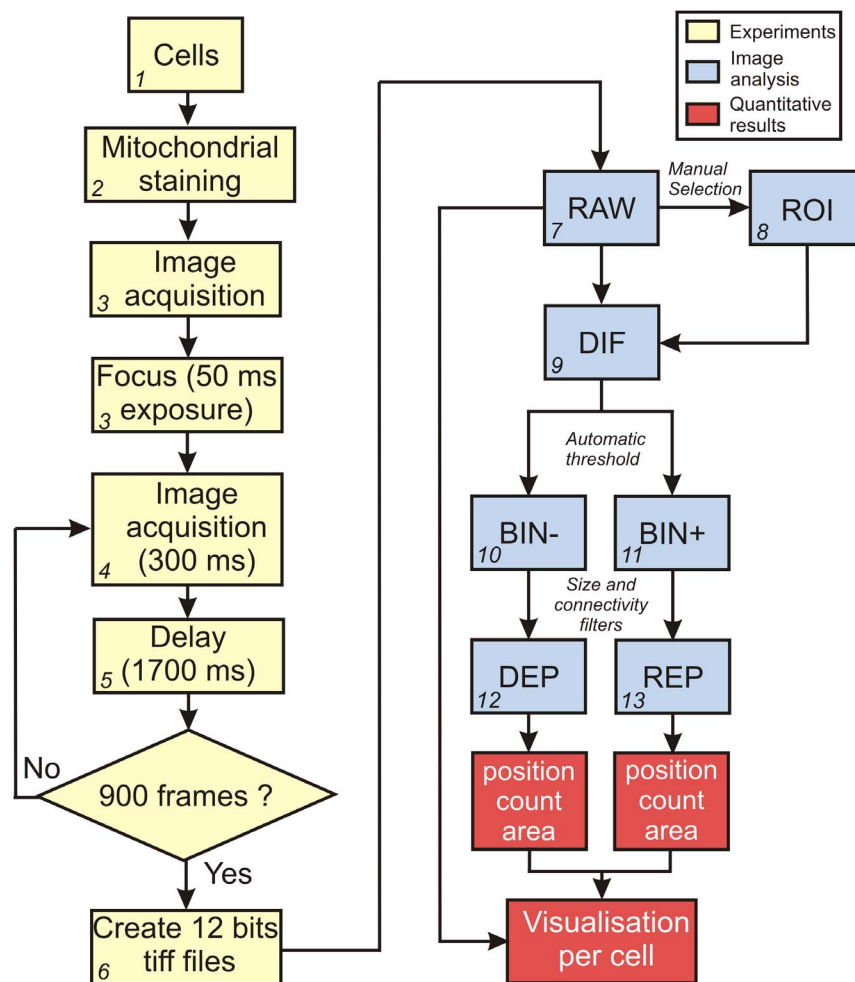 Cells
1
Mitochondrial
staining
2
Image
acquisition
3
Focus (50 ms
exposure)
3
Image
acquisition
(300 ms)
4
Delay
(1700 ms)
5
900 frames ?
No
Yes
Create 12 bits
tiff files
6
Experiments
Image
analysis
Quantitative
results
RAW
7
Manual
Selection
ROI
8
DIF
9
Automatic
threshold
BIN-
10
BIN+
11
Size and
connectivity
filters
DEP
12
REP
13
position
count
area
position
count
area
Visualisation
per cell